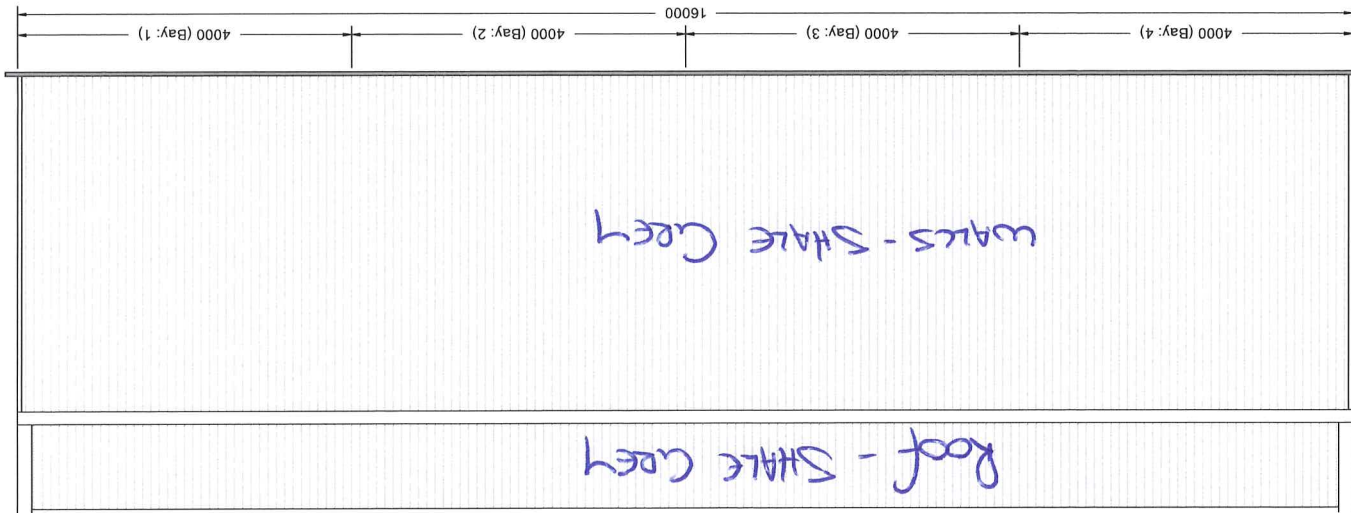 Roof - SHALE GREY
WALLS - SHALE GREY
4000 (Bay: 4) 4000 (Bay: 3) 4000 (Bay: 2) 4000 (Bay: 1)
16000